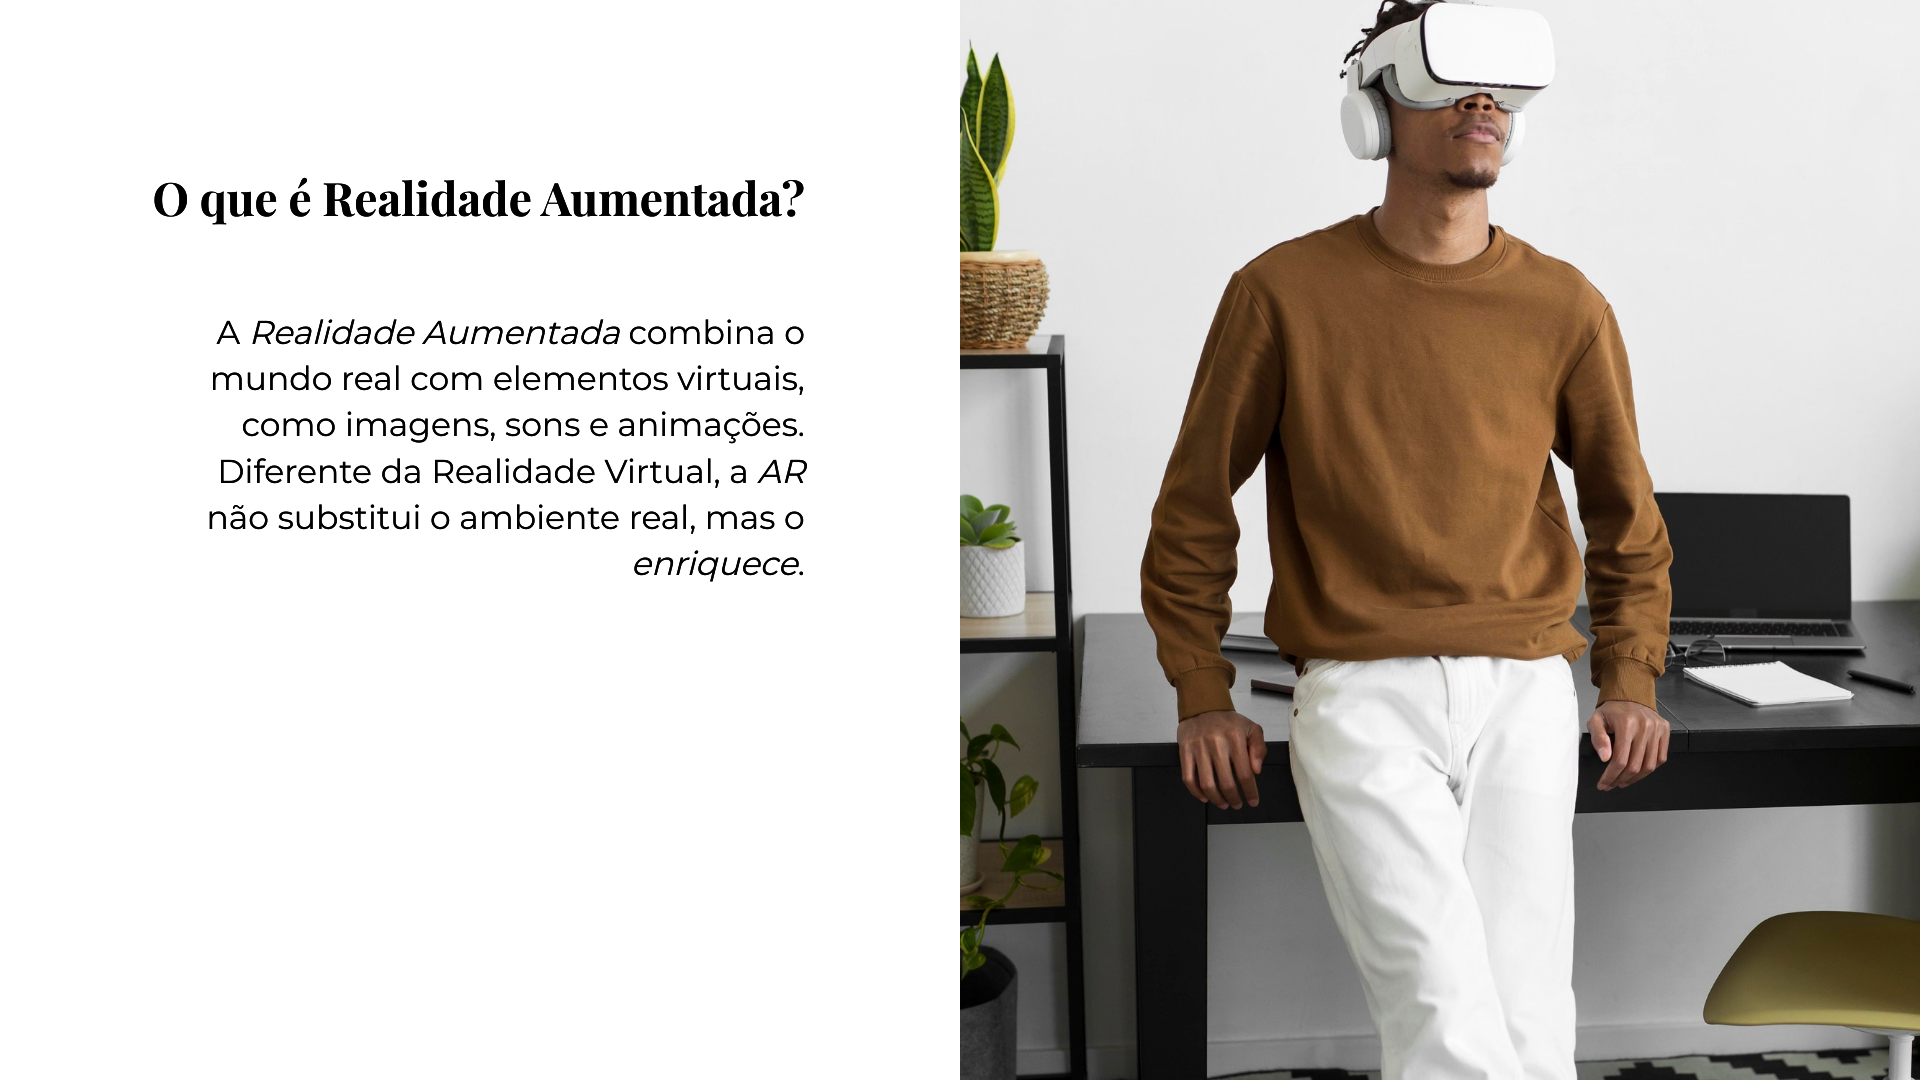 O que é Realidade Aumentada?
A Realidade Aumentada combina o
mundo real com elementos virtuais,
como imagens, sons e animações.
Diferente da Realidade Virtual, a AR
não substitui o ambiente real, mas o
enriquece.